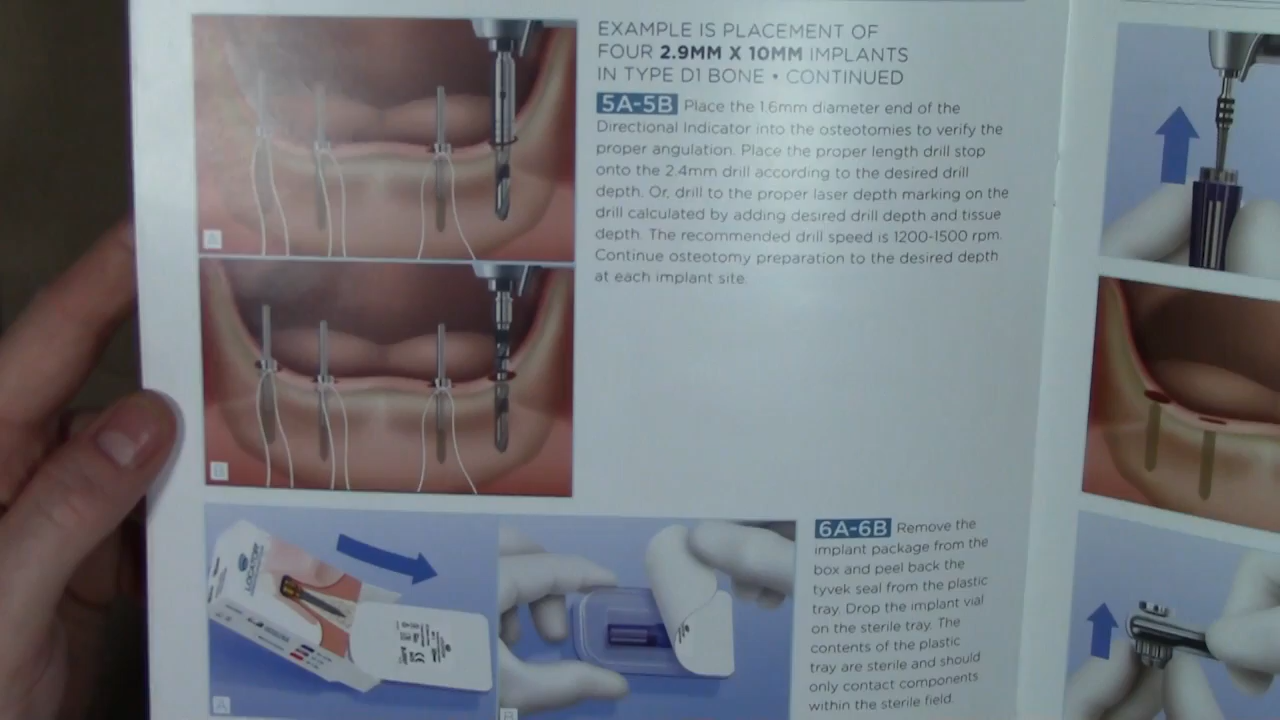 EXAMPLE IS PLACEMENT OF
FOUR 2.9MM X 10MM IMPLANTS
IN TYPE D1 BONE • CONTINUED
5A-5B Place the 1.6mm diameter end of the
Directional Indicator into the osteotomies to verify the
proper angulation. Place the proper length drill stop
onto the 2.4mm drill according to the desired drill
depth. Or, drill to the proper laser depth marking on the
drill calculated by adding desired drill depth and tissue
depth. The recommended drill speed is 1200-1500 rpm.
Continue osteotomy preparation to the desired depth
at each implant site.
A
B
6A-6B Remove the
implant package from the
box and peel back the
tyvek seal from the plastic
tray. Drop the implant vial
on the sterile tray. The
contents of the plastic
tray are sterile and should
only contact components
within the sterile field.
LOCATOR
A
B